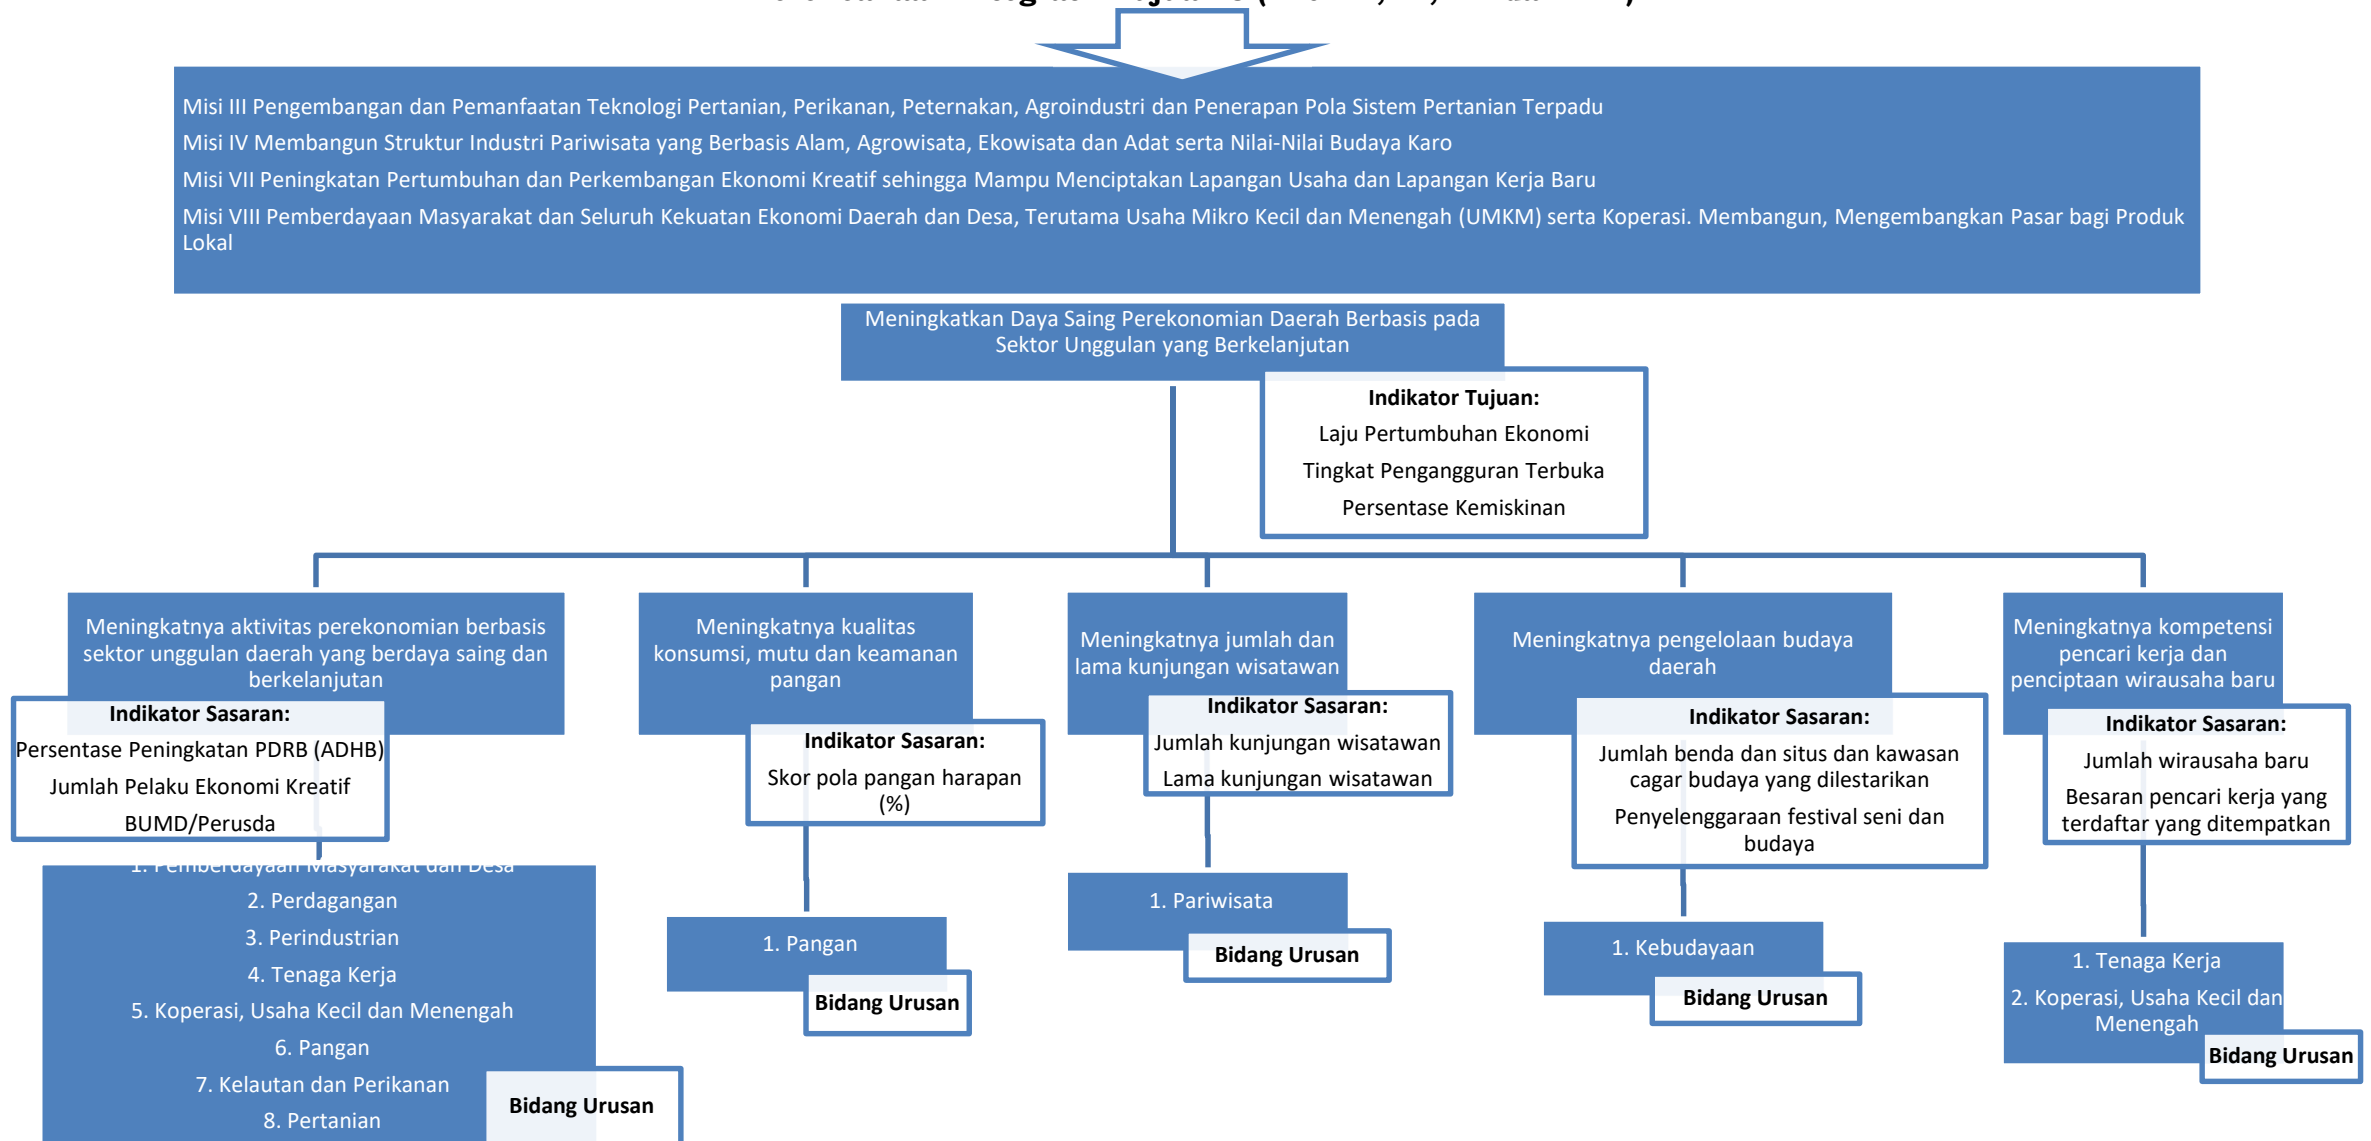 Misi III Pengembangan dan Pemanfaatan Teknologi Pertanian, Perikanan, Peternakan, Agroindustri dan Penerapan Pola Sistem Pertanian Terpadu
Misi IV Membangun Struktur Industri Pariwisata yang Berbasis Alam, Agrowisata, Ekowisata dan Adat serta Nilai-Nilai Budaya Karo
Misi VII Peningkatan Pertumbuhan dan Perkembangan Ekonomi Kreatif sehingga Mampu Menciptakan Lapangan Usaha dan Lapangan Kerja Baru
Misi VIII Pemberdayaan Masyarakat dan Seluruh Kekuatan Ekonomi Daerah dan Desa, Terutama Usaha Mikro Kecil dan Menengah (UMKM) serta Koperasi. Membangun, Mengembangkan Pasar bagi Produk
Lokal
Meningkatkan Daya Saing Perekonomian Daerah Berbasis pada
Sektor Unggulan yang Berkelanjutan
Indikator Tujuan:
Laju Pertumbuhan Ekonomi
Tingkat Pengangguran Terbuka
Persentase Kemiskinan
Meningkatnya aktivitas perekonomian berbasis
sektor unggulan daerah yang berdaya saing dan
berkelanjutan
Indikator Sasaran:
Persentase Peningkatan PDRB (ADHB)
Jumlah Pelaku Ekonomi Kreatif
BUMD/Perusda
1. Pemberdayaan Masyarakat dan Desa
2. Perdagangan
3. Perindustrian
4. Tenaga Kerja
5. Koperasi, Usaha Kecil dan Menengah
6. Pangan
7. Kelautan dan Perikanan
8. Pertanian
Bidang Urusan
Meningkatnya kualitas
konsumsi, mutu dan keamanan
pangan
Indikator Sasaran:
Skor pola pangan harapan
(%)
1. Pangan
Bidang Urusan
Meningkatnya jumlah dan
lama kunjungan wisatawan
Indikator Sasaran:
Jumlah kunjungan wisatawan
Lama kunjungan wisatawan
1. Pariwisata
Bidang Urusan
Meningkatnya pengelolaan budaya
daerah
Indikator Sasaran:
Jumlah benda dan situs dan kawasan
cagar budaya yang dilestarikan
Penyelenggaraan festival seni dan
budaya
1. Kebudayaan
Bidang Urusan
Meningkatnya kompetensi
pencari kerja dan
penciptaan wirausaha baru
Indikator Sasaran:
Jumlah wirausaha baru
Besaran pencari kerja yang
terdaftar yang ditempatkan
1. Tenaga Kerja
2. Koperasi, Usaha Kecil dan
Menengah
Bidang Urusan